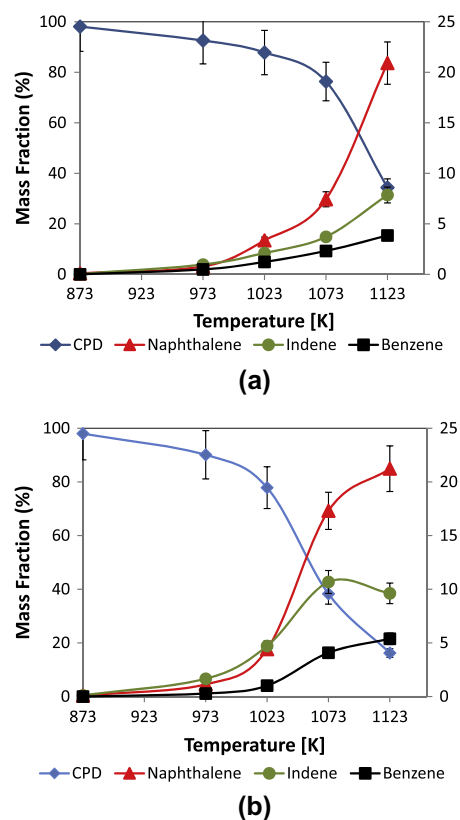 100
80
60
40
20
0
25
20
15
10
5
0
Mass Fraction (%)
873 923 973 1023 1073 1123
Temperature [K]
CPD Naphthalene Indene Benzene
(a)
100
80
60
40
20
0
25
20
15
10
5
0
Mass Fraction (%)
873 923 973 1023 1073 1123
Temperature [K]
CPD Naphthalene Indene Benzene
(b)